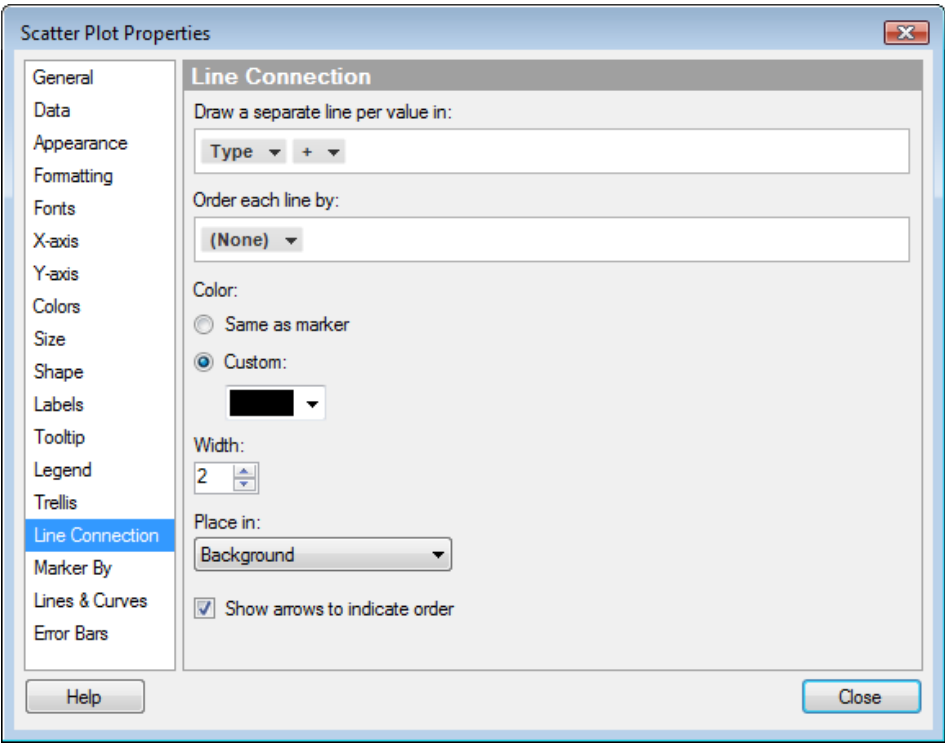 Scatter Plot Properties
General
Data
Appearance
Formatting
Fonts
X-axis
Y-axis
Colors
Size
Shape
Labels
Tooltip
Legend
Trellis
Line Connection
Marker By
Lines & Curves
Error Bars
Line Connection
Draw a separate line per value in:
Type +
Order each line by:
(None)
Color:
Same as marker
Custom:
Width:
2
Place in:
Background
Show arrows to indicate order
Help Close